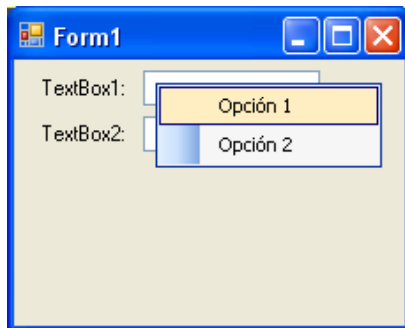 Form1
TextBox1:
Opción 1
TextBox2:
Opción 2